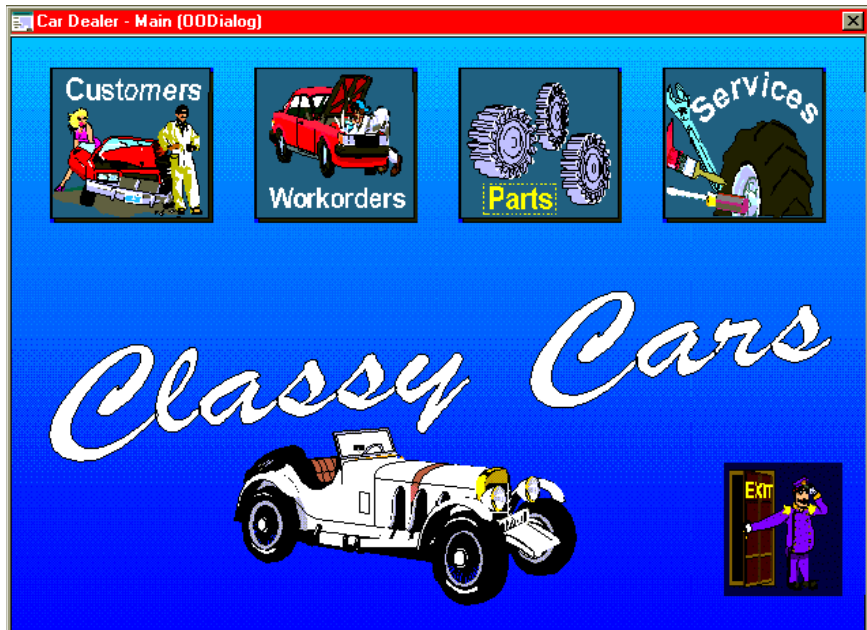 Car Dealer - Main (OODialog)
Customers
Workorders
Parts
Services
Classy Cars
EXIT